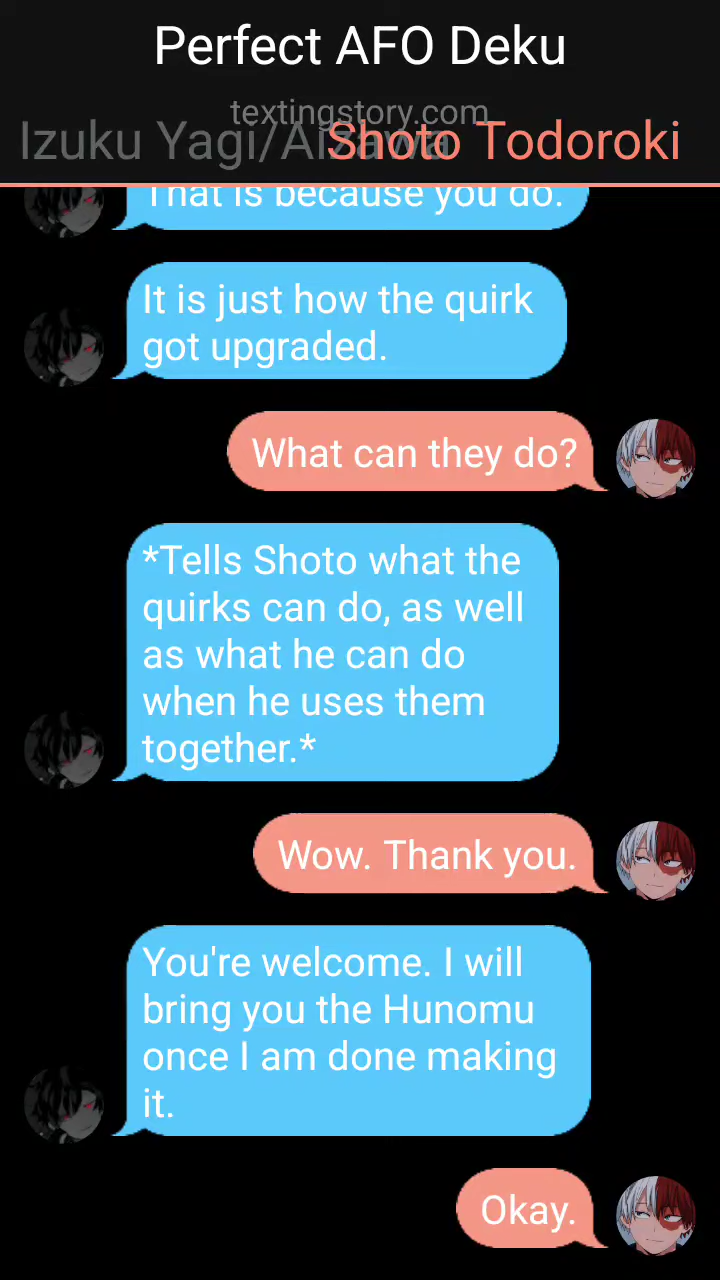 Perfect AFO Deku
textingstory.com
Izuku Yagi/Aizawa Shoto Todoroki
That is because you do.
It is just how the quirk
got upgraded.
What can they do?
*Tells Shoto what the
quirks can do, as well
as what he can do
when he uses them
together.*
Wow. Thank you.
You're welcome. I will
bring you the Hunomu
once I am done making
it.
Okay.